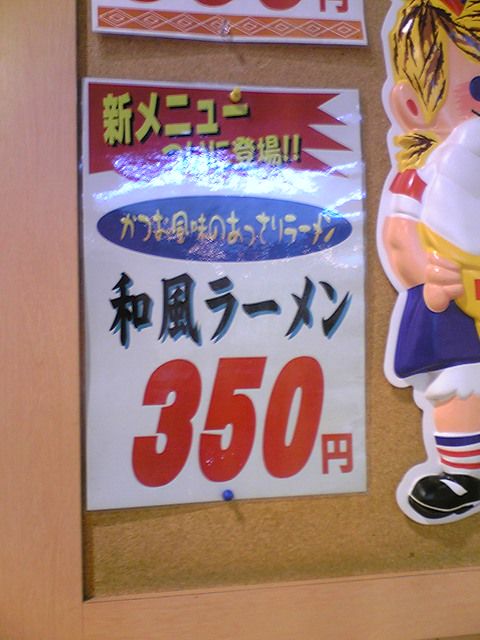 円
新メニュー
ついに登場!!
かつお風味のあっさりラーメン
和風ラーメン
350円